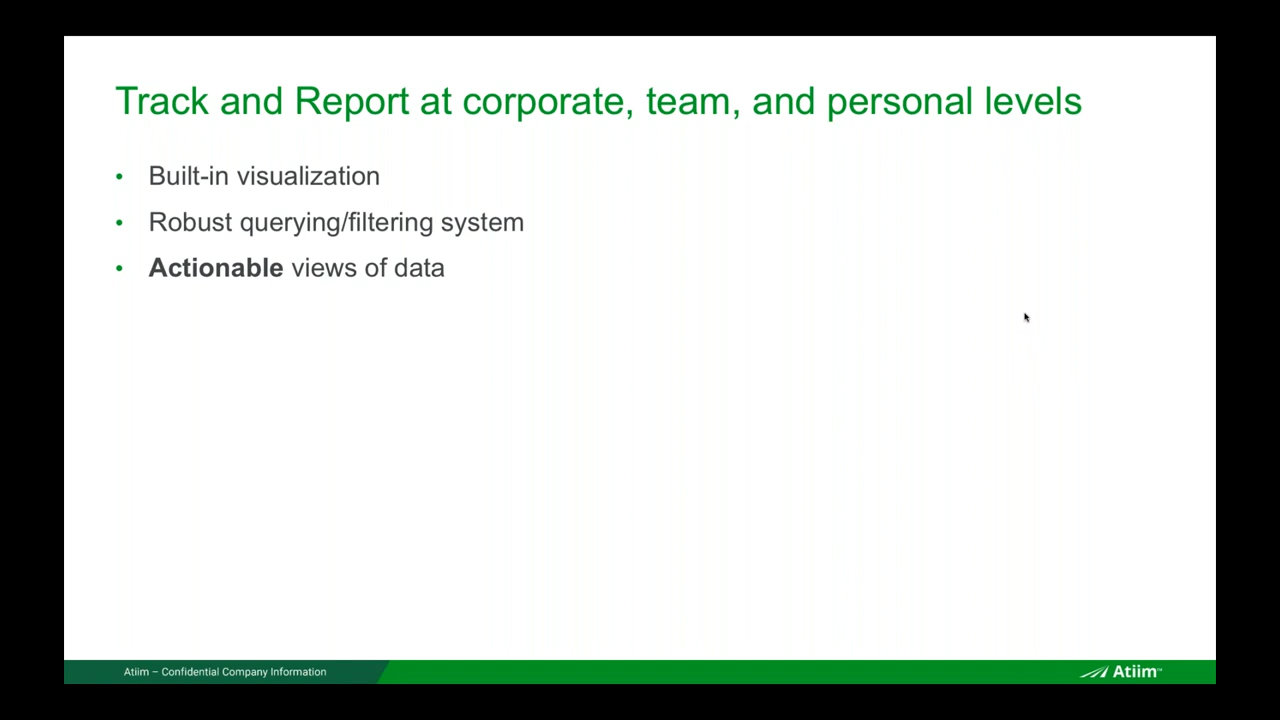 Track and Report at corporate, team, and personal levels
• Built-in visualization
• Robust querying/filtering system
• Actionable views of data
Atiim – Confidential Company Information
Atiim™